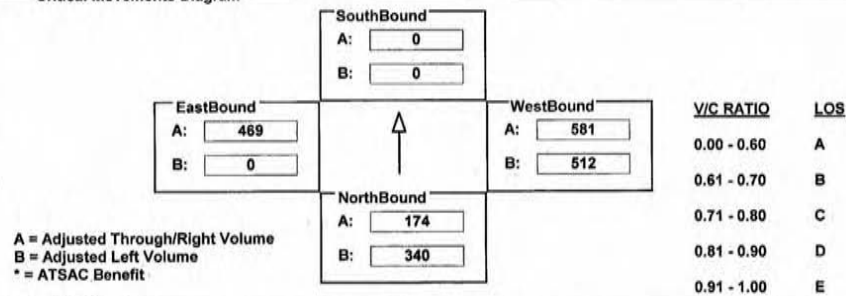 SouthBound
A: 0
B: 0
EastBound
A: 469
B: 0
WestBound
A: 581
B: 512
NorthBound
A: 174
B: 340
A = Adjusted Through/Right Volume
B = Adjusted Left Volume
* = ATSAC Benefit
V/C RATIO LOS
0.00 - 0.60 A
0.61 - 0.70 B
0.71 - 0.80 C
0.81 - 0.90 D
0.91 - 1.00 E